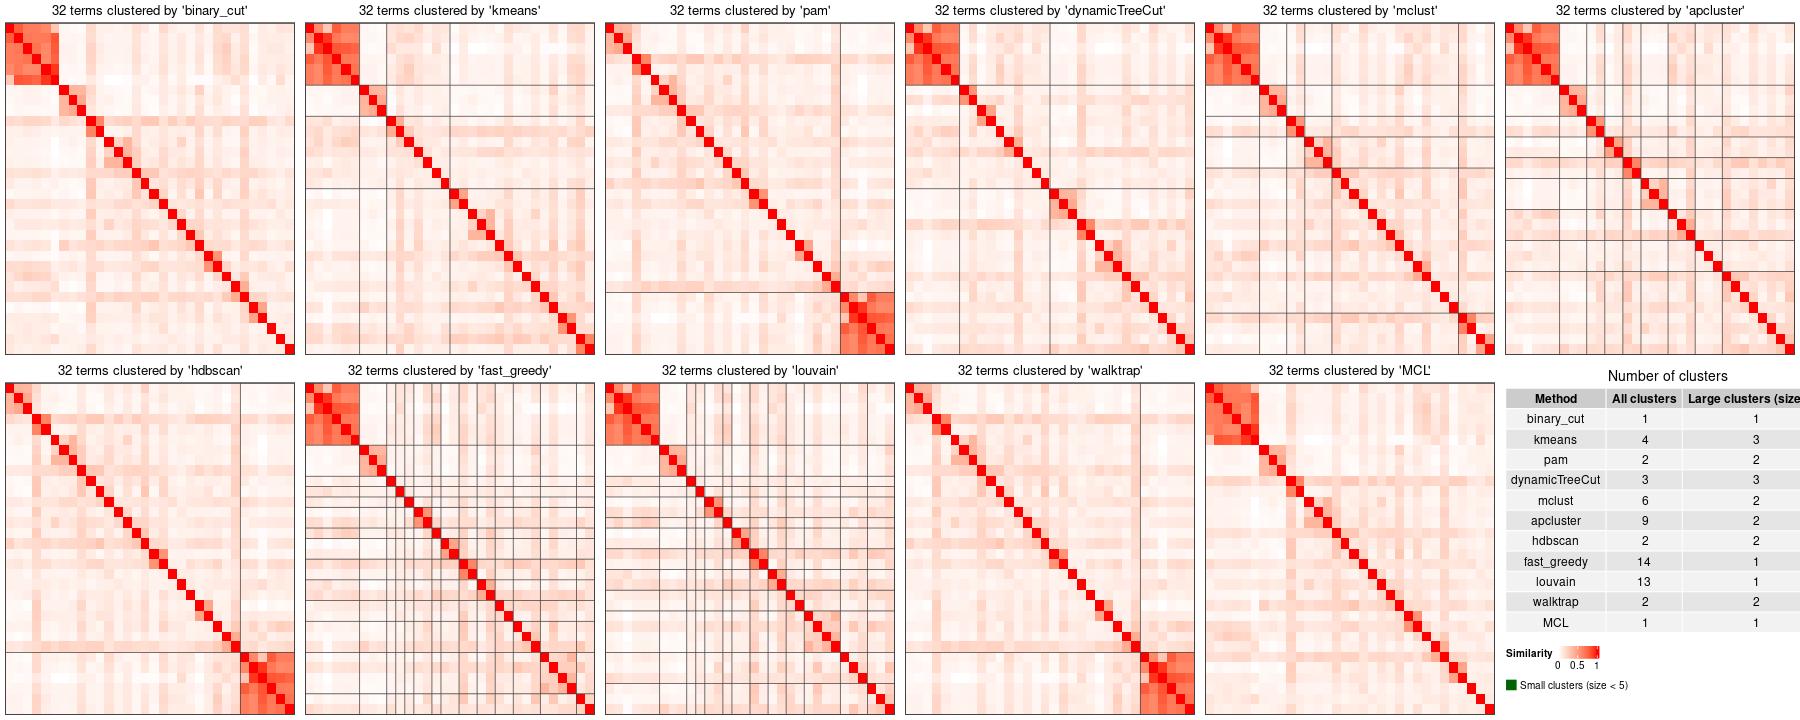 32 terms clustered by 'binary_cut'
32 terms clustered by 'kmeans'
32 terms clustered by 'pam'
32 terms clustered by 'dynamicTreeCut'
32 terms clustered by 'mclust'
32 terms clustered by 'apcluster'
32 terms clustered by 'hdbscan'
32 terms clustered by 'fast_greedy'
32 terms clustered by 'louvain'
32 terms clustered by 'walktrap'
32 terms clustered by 'MCL'
Number of clusters
Method All clusters Large clusters (size
binary_cut 1 1
kmeans 4 3
pam 2 2
dynamicTreeCut 3 3
mclust 6 2
apcluster 9 2
hdbscan 2 2
fast_greedy 14 1
louvain 13 1
walktrap 2 2
MCL 1 1
Similarity
0 0.5 1
Small clusters (size < 5)